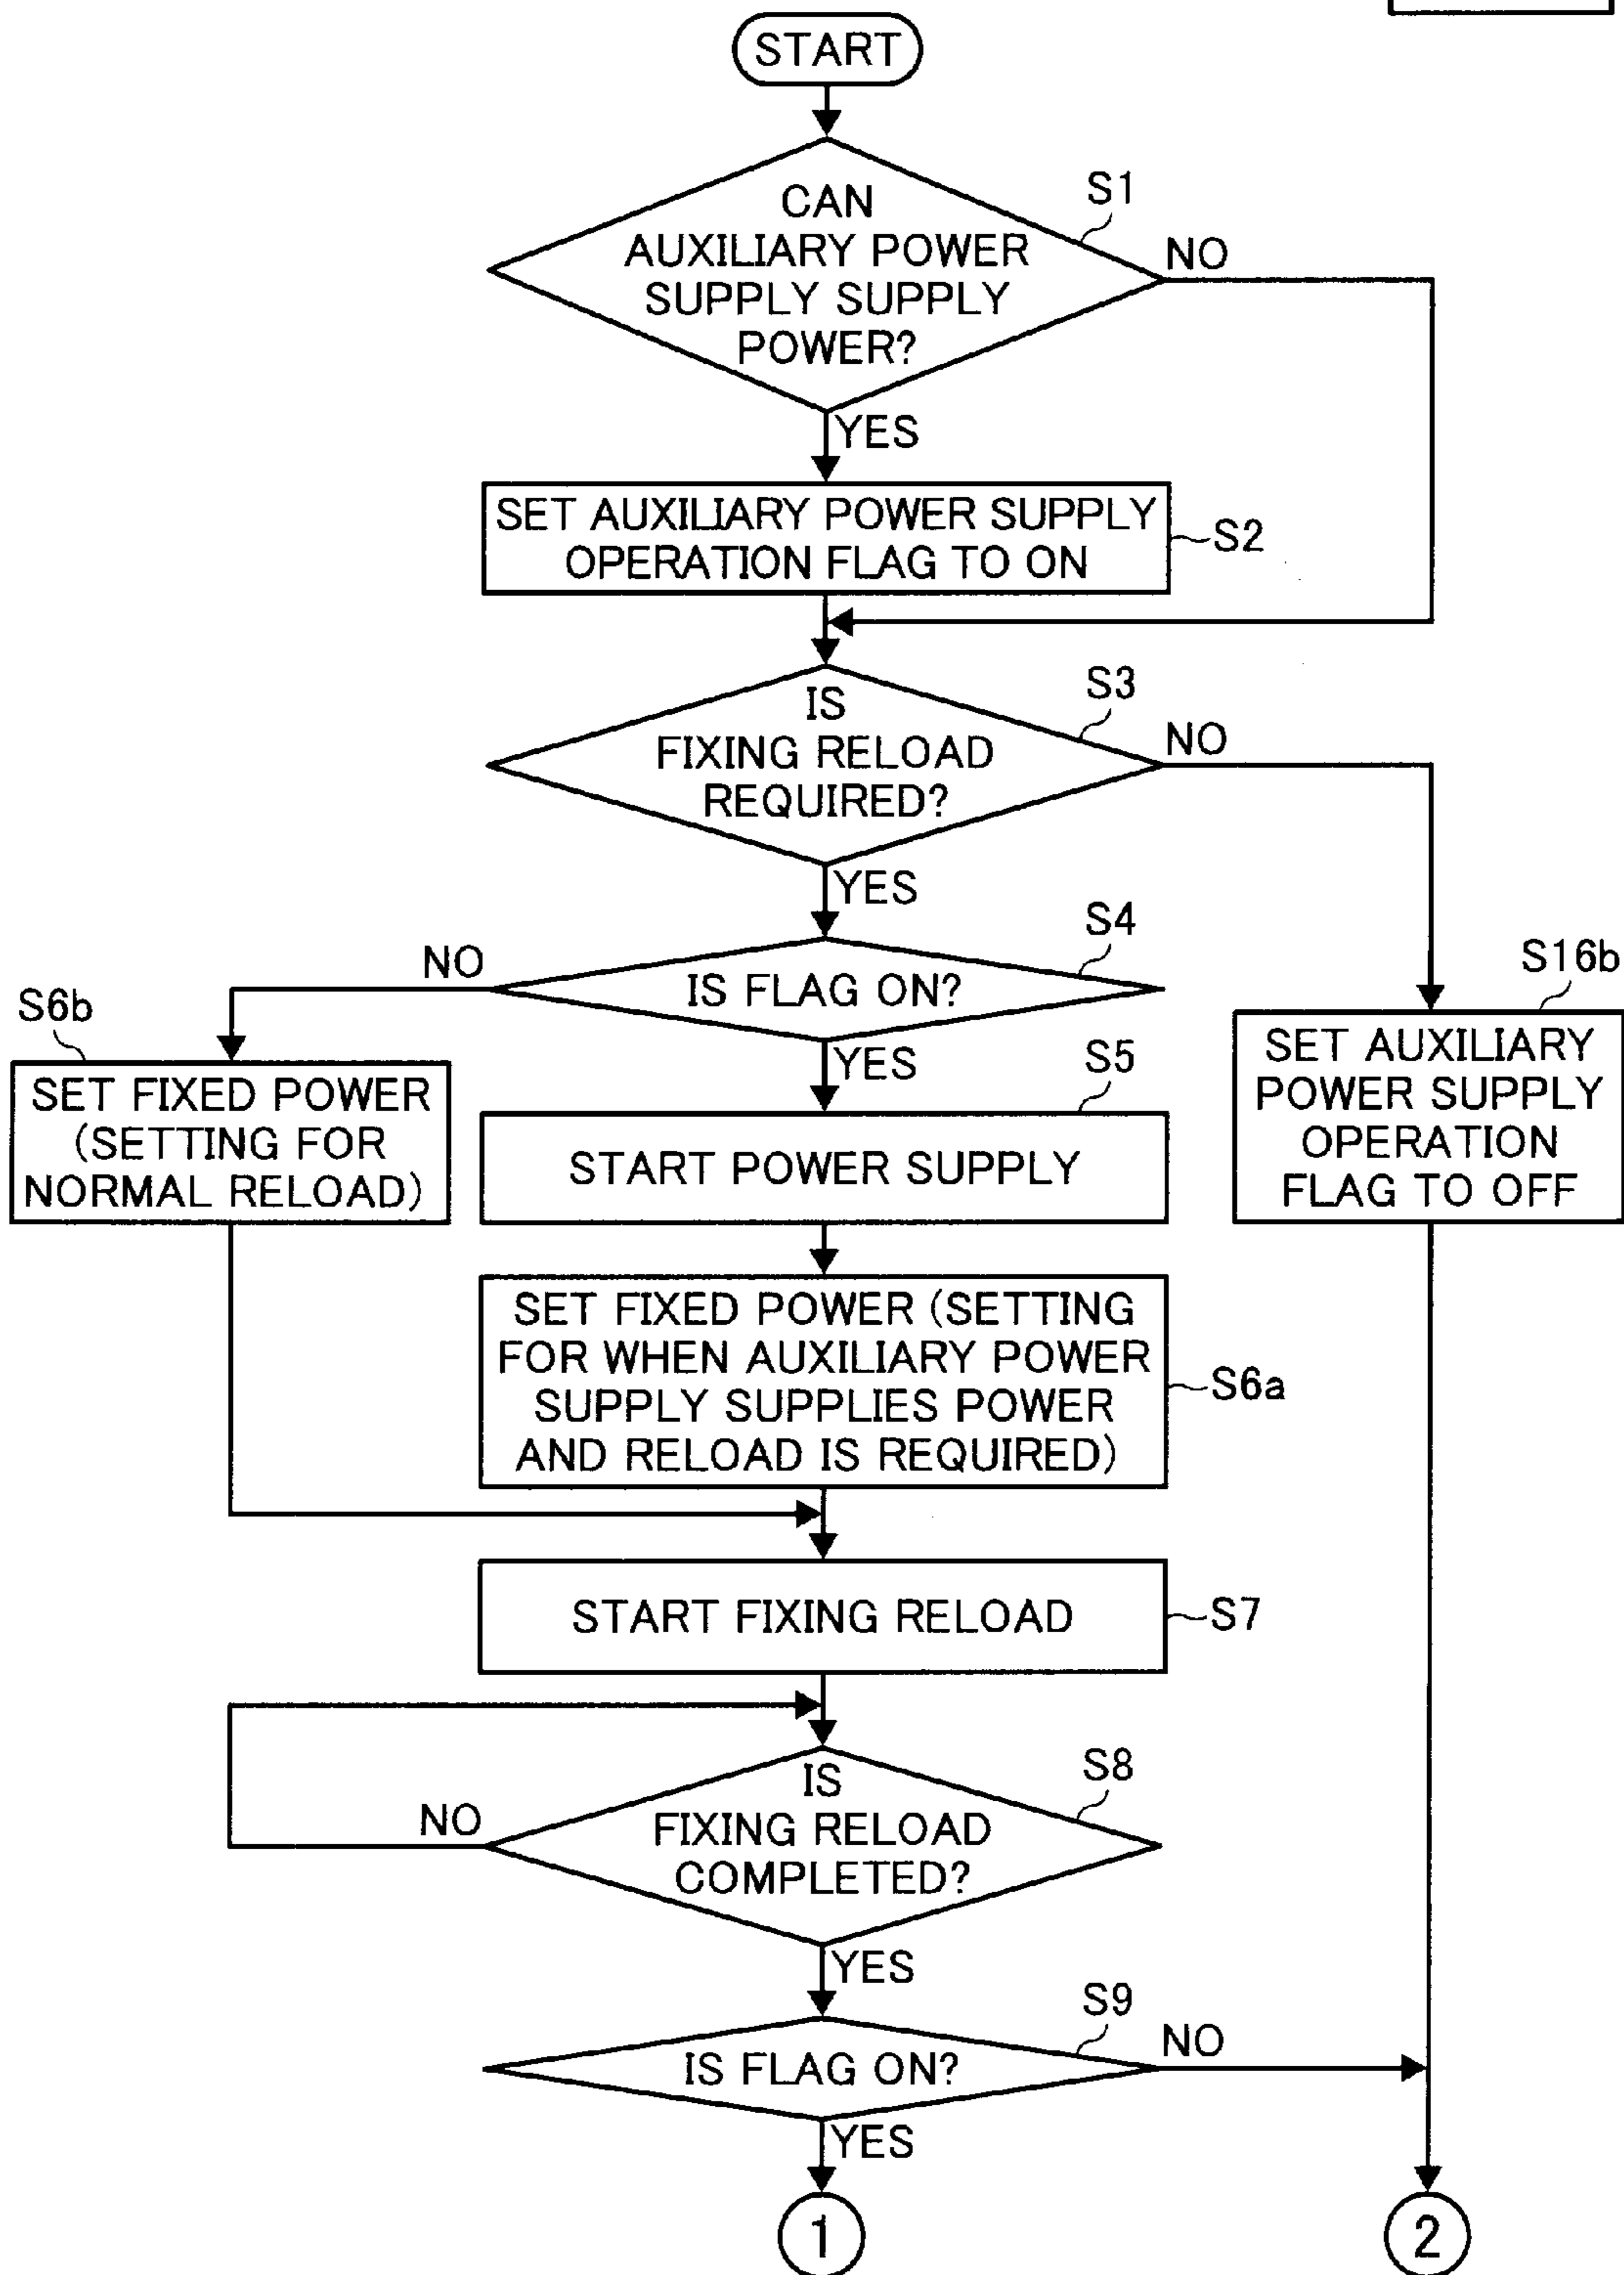 START
CAN
AUXILIARY POWER
SUPPLY SUPPLY
POWER?
S1
NO
YES
SET AUXILIARY POWER SUPPLY
OPERATION FLAG TO ON
S2
IS
FIXING RELOAD
REQUIRED?
S3
NO
YES
IS FLAG ON?
S4
NO
YES
S6b
SET FIXED POWER
(SETTING FOR
NORMAL RELOAD)
S5
START POWER SUPPLY
S16b
SET AUXILIARY
POWER SUPPLY
OPERATION
FLAG TO OFF
SET FIXED POWER (SETTING
FOR WHEN AUXILIARY POWER
SUPPLY SUPPLIES POWER
AND RELOAD IS REQUIRED)
S6a
START FIXING RELOAD
S7
IS
FIXING RELOAD
COMPLETED?
S8
NO
YES
IS FLAG ON?
S9
NO
YES
1
2